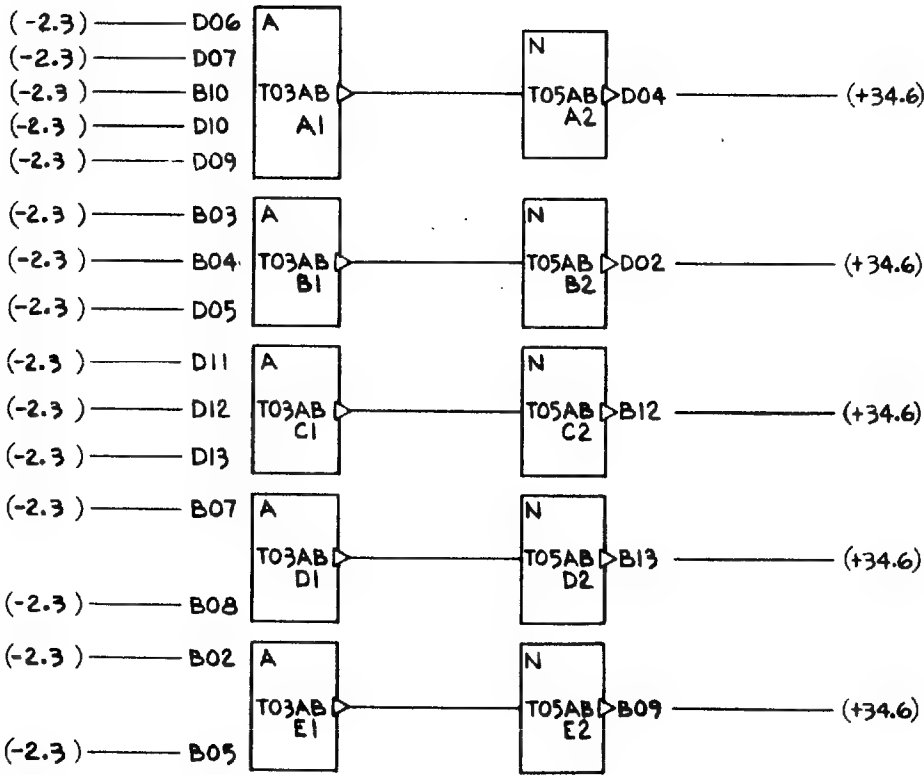 (-2.3) D06 A
(-2.3) D07 N
(-2.3) B10 T03AB T05AB D04 (+34.6)
(-2.3) D10 A1 A2
(-2.3) D09
(-2.3) B03 A N
(-2.3) B04 T03AB T05AB D02 (+34.6)
B1 B2
(-2.3) D05
(-2.3) D11 A N
(-2.3) D12 T03AB T05AB B12 (+34.6)
C1 C2
(-2.3) D13
(-2.3) B07 A N
T03AB T05AB B13 (+34.6)
D1 D2
(-2.3) B08
(-2.3) B02 A N
T03AB T05AB B09 (+34.6)
E1 E2
(-2.3) B05